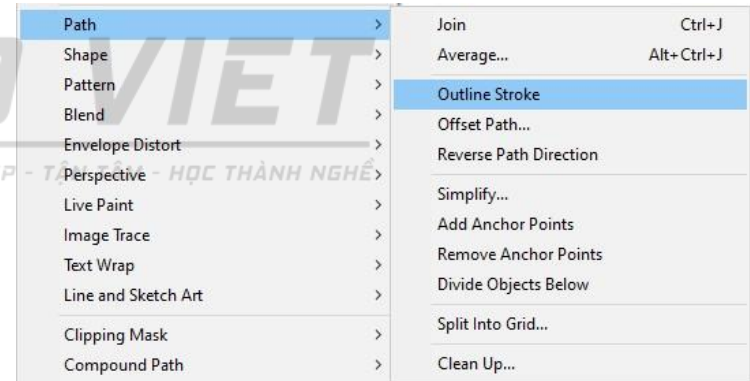 Path
Shape
Pattern
Blend
Envelope Distort
Perspective
Live Paint
Image Trace
Text Wrap
Line and Sketch Art
Clipping Mask
Compound Path
Join Ctrl+J
Average... Alt+Ctrl+J
Outline Stroke
Offset Path...
Reverse Path Direction
Simplify...
Add Anchor Points
Remove Anchor Points
Divide Objects Below
Split Into Grid...
Clean Up...
VIET
P - TẬN TÂM - HỌC THÀNH NGHỀ